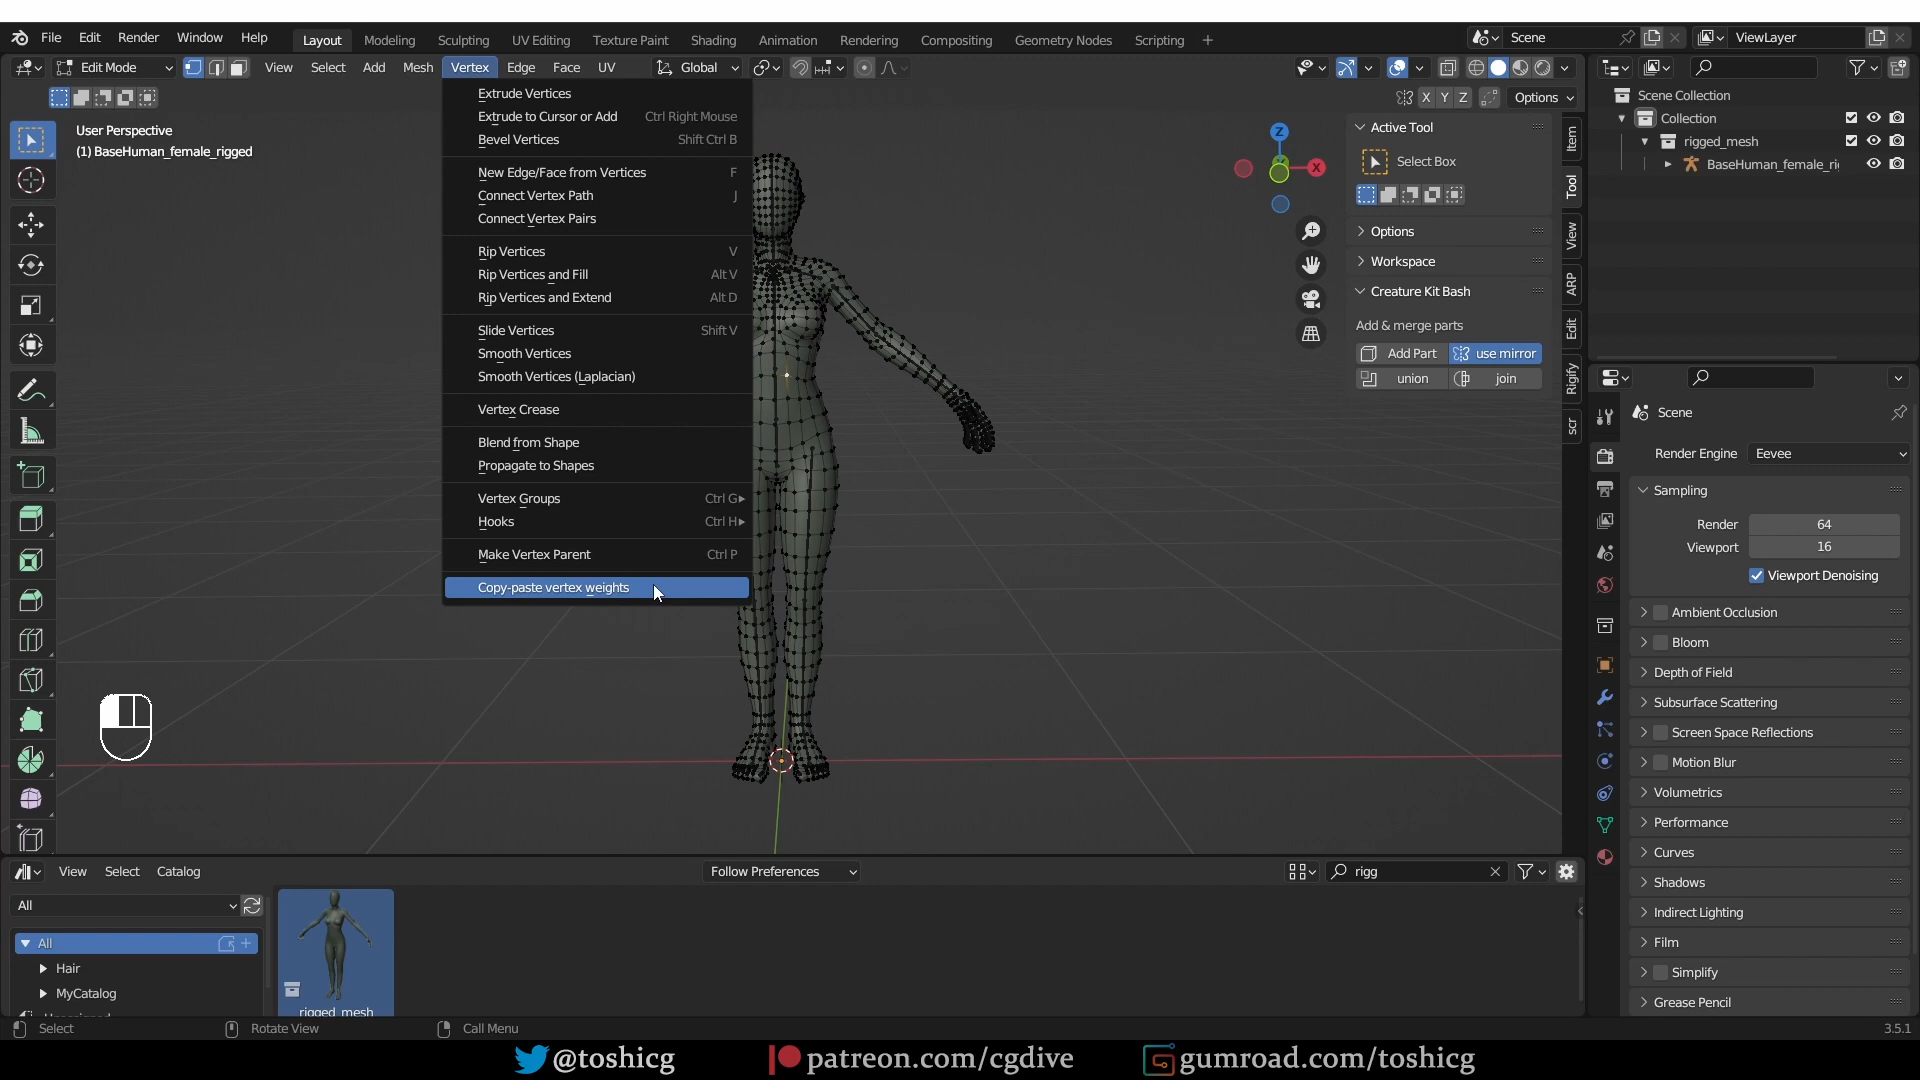 File Edit Render Window Help
Layout Modeling Sculpting UV Editing Texture Paint Shading Animation Rendering Compositing Geometry Nodes Scripting +
Scene ViewLayer
Edit Mode View Select Add Mesh Vertex Edge Face UV Global
X Y Z Options
User Perspective
(1) BaseHuman_female_rigged
Extrude Vertices
Extrude to Cursor or Add Ctrl Right Mouse
Bevel Vertices Shift Ctrl B
New Edge/Face from Vertices F
Connect Vertex Path J
Connect Vertex Pairs
Rip Vertices V
Rip Vertices and Fill Alt V
Rip Vertices and Extend Alt D
Slide Vertices Shift V
Smooth Vertices
Smooth Vertices (Laplacian)
Vertex Crease
Blend from Shape
Propagate to Shapes
Vertex Groups Ctrl G
Hooks Ctrl H
Make Vertex Parent Ctrl P
Copy-paste vertex weights
Z
X
Active Tool
Select Box
Options
Workspace
Creature Kit Bash
Add & merge parts
Add Part use mirror
union join
Item
Tool
View
ARP
Edit
Rigify
scr
Scene Collection
Collection
rigged_mesh
BaseHuman_female_ri
Scene
Render Engine Eevee
Sampling
Render 64
Viewport 16
Viewport Denoising
Ambient Occlusion
Bloom
Depth of Field
Subsurface Scattering
Screen Space Reflections
Motion Blur
Volumetrics
Performance
Curves
Shadows
Indirect Lighting
Film
Simplify
Grease Pencil
View Select Catalog Follow Preferences rigg
All
All
Hair
MyCatalog
rigged_mesh
Select Rotate View Call Menu 3.5.1
@toshicg patreon.com/cgdive gumroad.com/toshicg